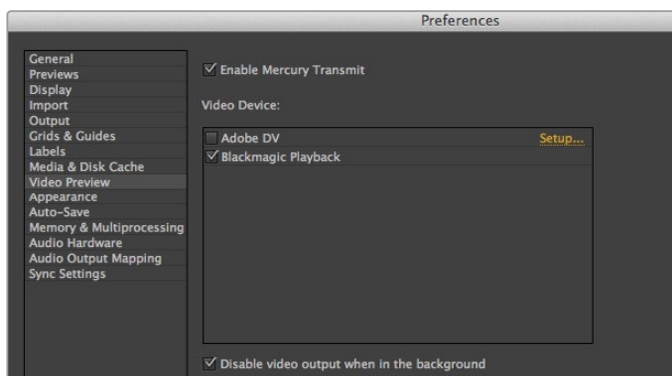 Preferences
General
Previews
Display
Import
Output
Grids & Guides
Labels
Media & Disk Cache
Video Preview
Appearance
Auto-Save
Memory & Multiprocessing
Audio Hardware
Audio Output Mapping
Sync Settings
Enable Mercury Transmit
Video Device:
Adobe DV Setup...
Blackmagic Playback
Disable video output when in the background